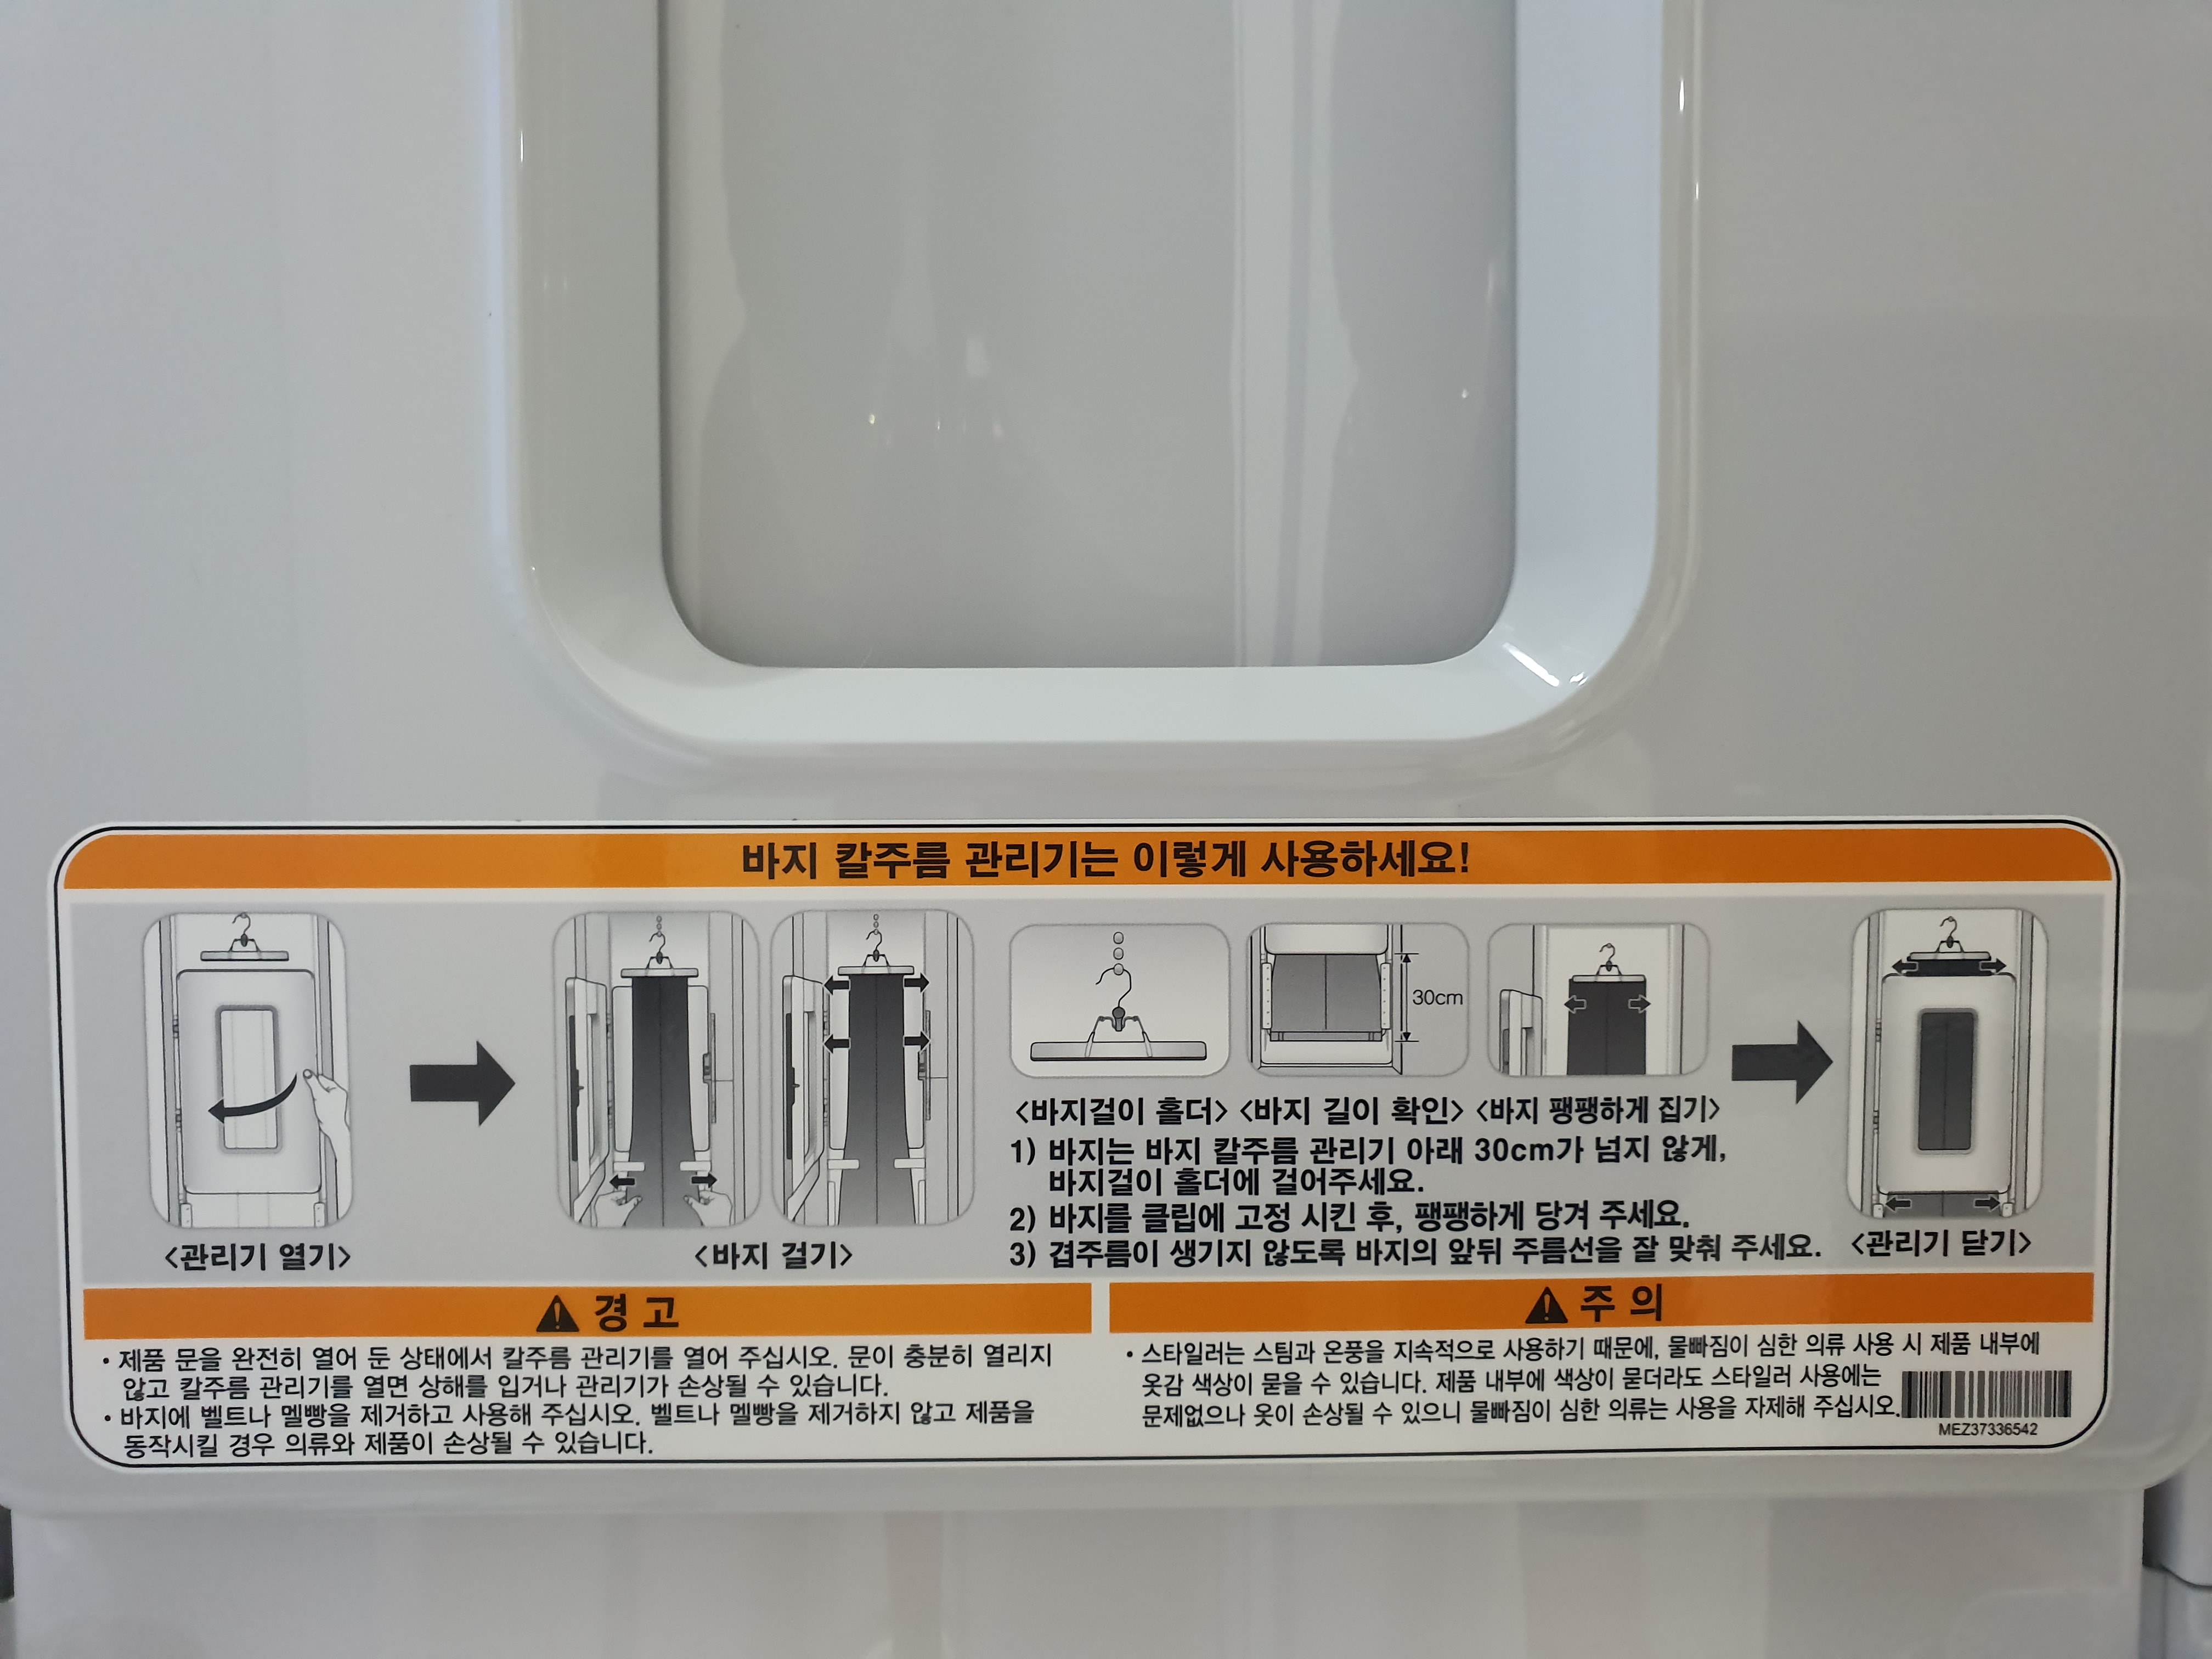 바지 칼주름 관리기는 이렇게 사용하세요!
30cm
<바지걸이 홀더> <바지 길이 확인> <바지 팽팽하게 집기>
1) 바지는 바지 칼주름 관리기 아래 30cm가 넘지 않게,
바지걸이 홀더에 걸어주세요.
2) 바지를 클립에 고정 시킨 후, 팽팽하게 당겨 주세요.
3) 겹주름이 생기지 않도록 바지의 앞뒤 주름선을 잘 맞춰 주세요.
<관리기 열기>
<바지 걸기>
<관리기 닫기>
경 고
• 제품 문을 완전히 열어 둔 상태에서 칼주름 관리기를 열어 주십시오. 문이 충분히 열리지
않고 칼주름 관리기를 열면 상해를 입거나 관리기가 손상될 수 있습니다.
• 바지에 벨트나 멜빵을 제거하고 사용해 주십시오. 벨트나 멜빵을 제거하지 않고 제품을
동작시킬 경우 의류와 제품이 손상될 수 있습니다.
주 의
• 스타일러는 스팀과 온풍을 지속적으로 사용하기 때문에, 물빠짐이 심한 의류 사용 시 제품 내부에
옷감 색상이 묻을 수 있습니다. 제품 내부에 색상이 묻더라도 스타일러 사용에는
문제없으나 옷이 손상될 수 있으니 물빠짐이 심한 의류는 사용을 자제해 주십시오.
MEZ37336542